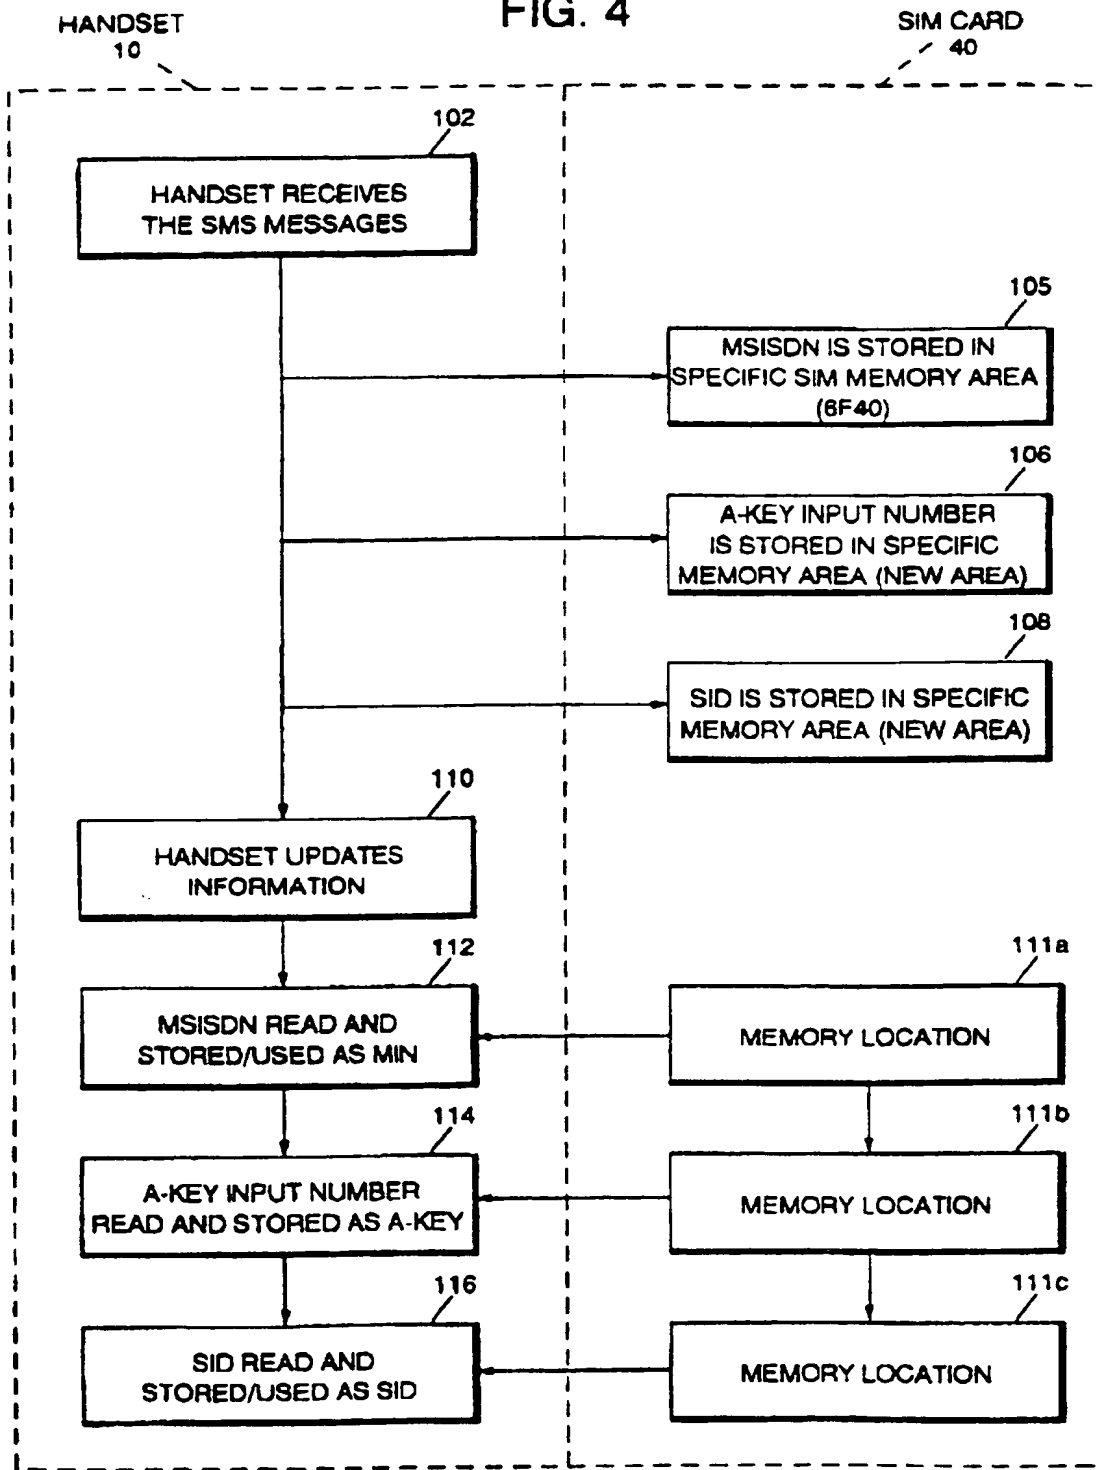 FIG. 4
HANDSET
10
SIM CARD
40
102
HANDSET RECEIVES
THE SMS MESSAGES
105
MSISDN IS STORED IN
SPECIFIC SIM MEMORY AREA
(6F40)
106
A-KEY INPUT NUMBER
IS STORED IN SPECIFIC
MEMORY AREA (NEW AREA)
108
SID IS STORED IN SPECIFIC
MEMORY AREA (NEW AREA)
110
HANDSET UPDATES
INFORMATION
112
MSISDN READ AND
STORED/USED AS MIN
111a
MEMORY LOCATION
114
A-KEY INPUT NUMBER
READ AND STORED AS A-KEY
111b
MEMORY LOCATION
116
SID READ AND
STORED/USED AS SID
111c
MEMORY LOCATION